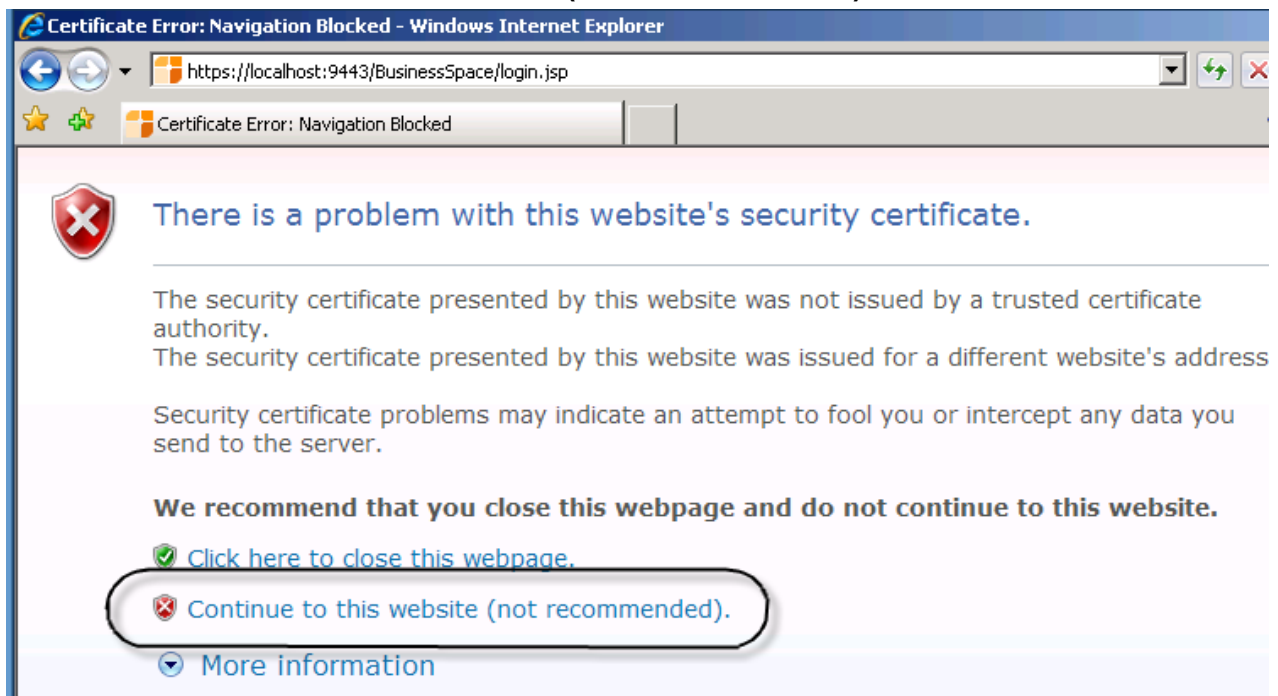 Certificate Error: Navigation Blocked - Windows Internet Explorer
https://localhost:9443/BusinessSpace/login.jsp
Certificate Error: Navigation Blocked
There is a problem with this website's security certificate.
The security certificate presented by this website was not issued by a trusted certificate
authority.
The security certificate presented by this website was issued for a different website's address
Security certificate problems may indicate an attempt to fool you or intercept any data you
send to the server.
We recommend that you close this webpage and do not continue to this website.
Click here to close this webpage.
Continue to this website (not recommended).
More information